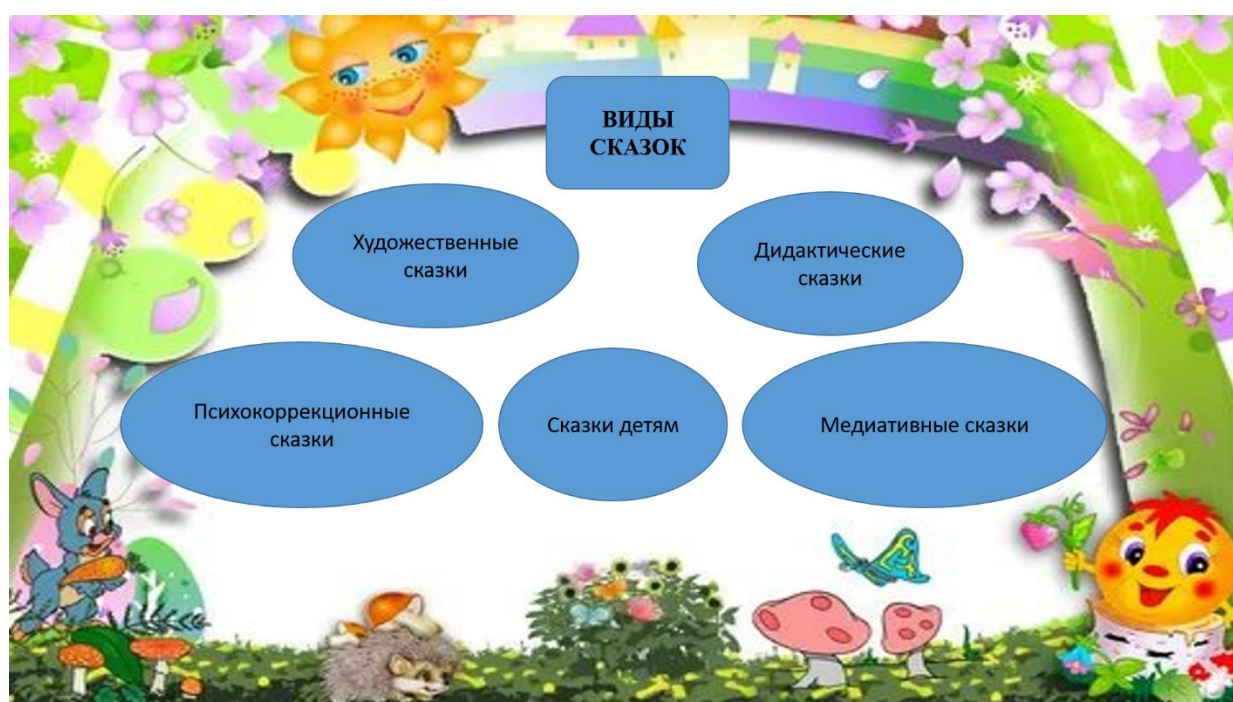 ВИДЫ
СКАЗОК
Художественные
сказки
Дидактические
сказки
Психокоррекционные
сказки
Сказки детям
Медиативные сказки